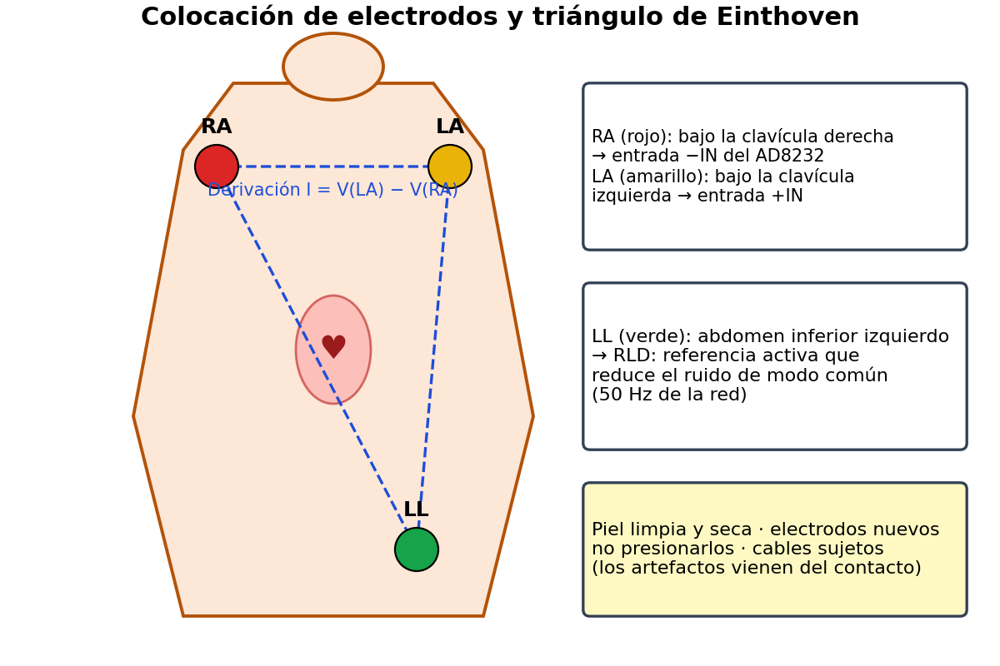 Colocación de electrodos y triángulo de Einthoven
RA
LA
Derivación I = V(LA) − V(RA)
♥
LL
RA (rojo): bajo la clavícula derecha
→ entrada −IN del AD8232
LA (amarillo): bajo la clavícula
izquierda → entrada +IN
LL (verde): abdomen inferior izquierdo
→ RLD: referencia activa que
reduce el ruido de modo común
(50 Hz de la red)
Piel limpia y seca · electrodos nuevos
no presionarlos · cables sujetos
(los artefactos vienen del contacto)